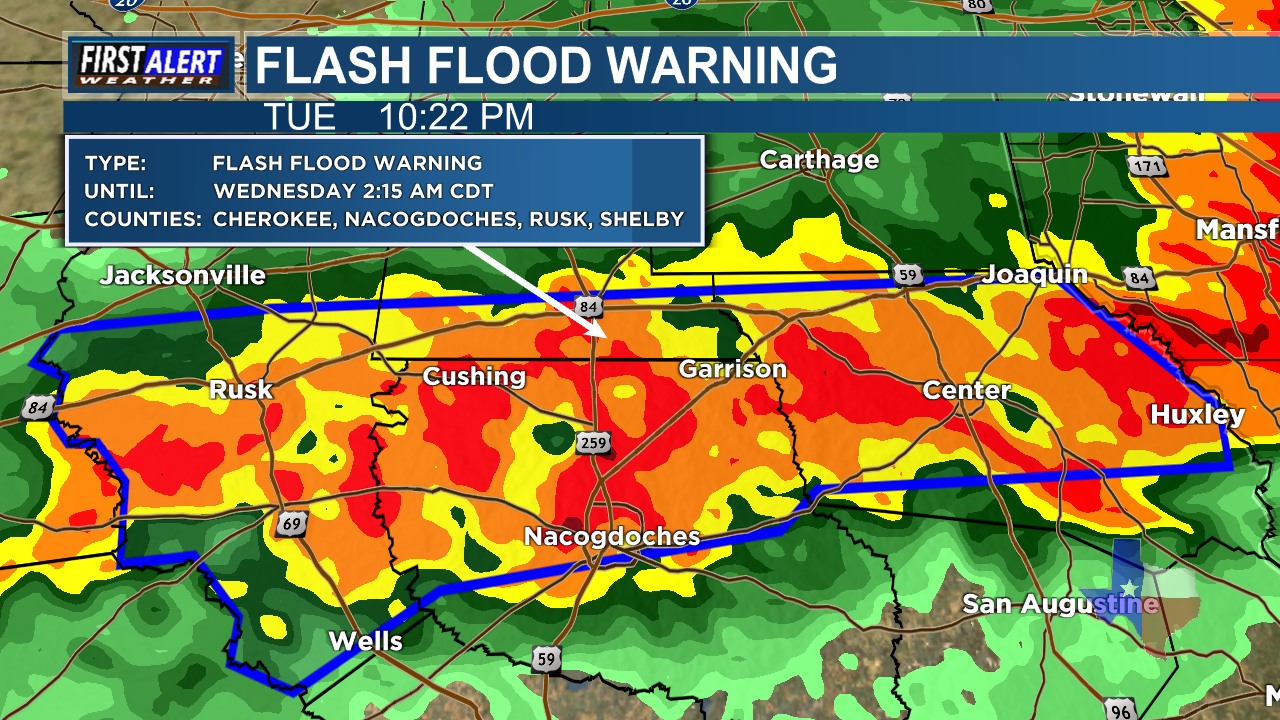 20
20
80
FIRST ALERT
WEATHER
FLASH FLOOD WARNING
TUE 10:22 PM
Stonewall
TYPE: FLASH FLOOD WARNING
UNTIL: WEDNESDAY 2:15 AM CDT
COUNTIES: CHEROKEE, NACOGDOCHES, RUSK, SHELBY
Carthage
171
Mansf
Jacksonville
59
Joaquin
84
84
Garrison
Cushing
Rusk
Center
84
Huxley
259
69
Nacogdoches
San Augustine
Wells
59
96
M